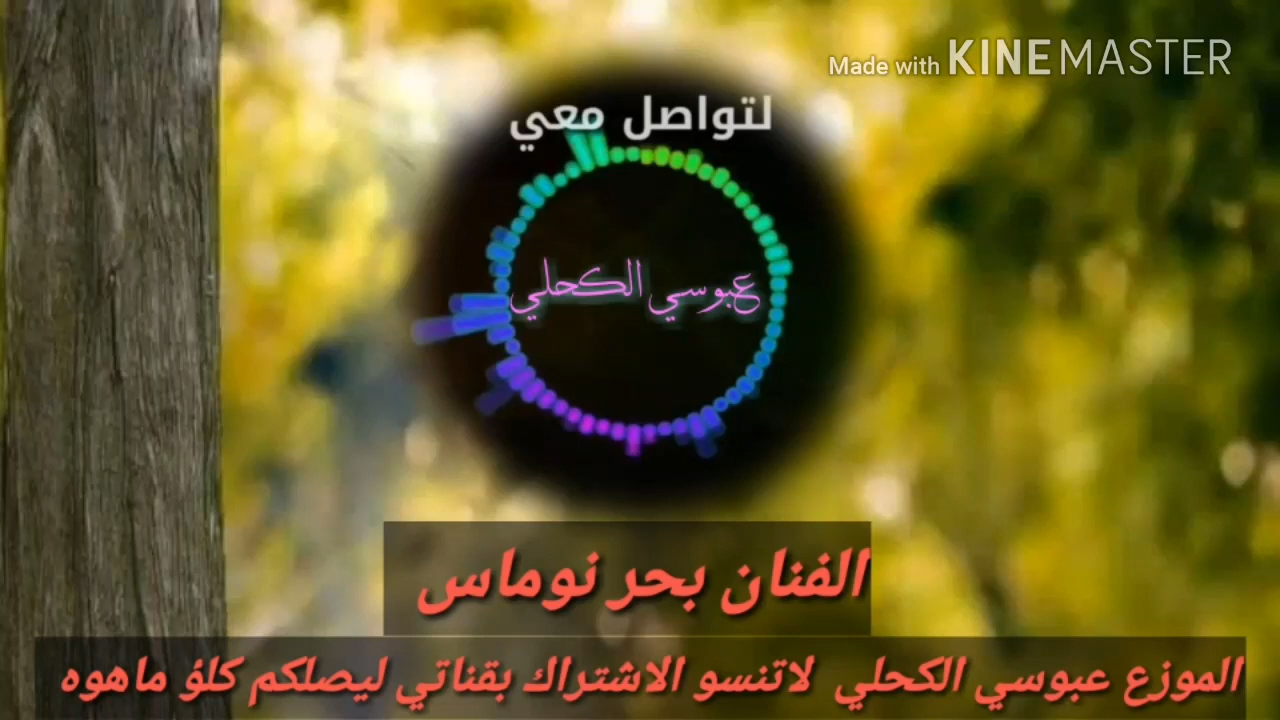 Made with KINEMASTER
لتواصل معي
عبوسي الكحلي
الفنان بحر نوماس
الموزع عبوسي الكحلي لاتنسو الاشتراك بقناتي ليصلكم كلؤ ماهوه